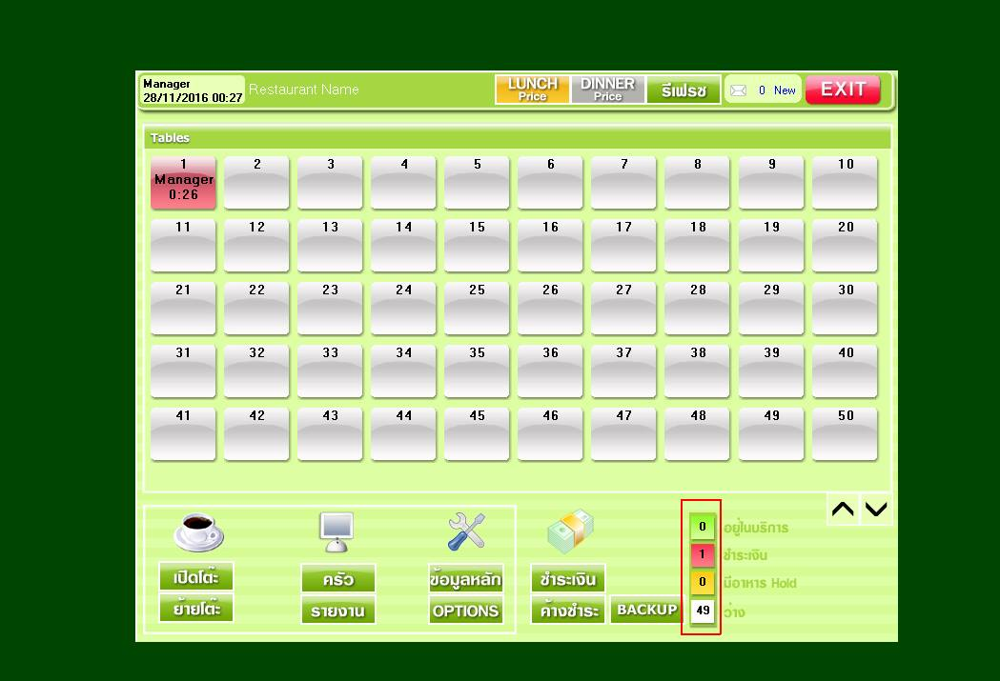 Manager
28/11/2016 00:27
Restaurant Name
LUNCH
Price
DINNER
Price
รีเฟรช
0 New
EXIT
Tables
1 2 3 4 5 6 7 8 9 10
Manager
0:26
11 12 13 14 15 16 17 18 19 20
21 22 23 24 25 26 27 28 29 30
31 32 33 34 35 36 37 38 39 40
41 42 43 44 45 46 47 48 49 50
0 อยู่ในบริการ
1 ชำระเงิน
0 มีอาหาร Hold
49 ว่าง
เปิดโต๊ะ ครัว ข้อมูลหลัก ชำระเงิน
ย้ายโต๊ะ รายงาน OPTIONS ค้างชำระ BACKUP